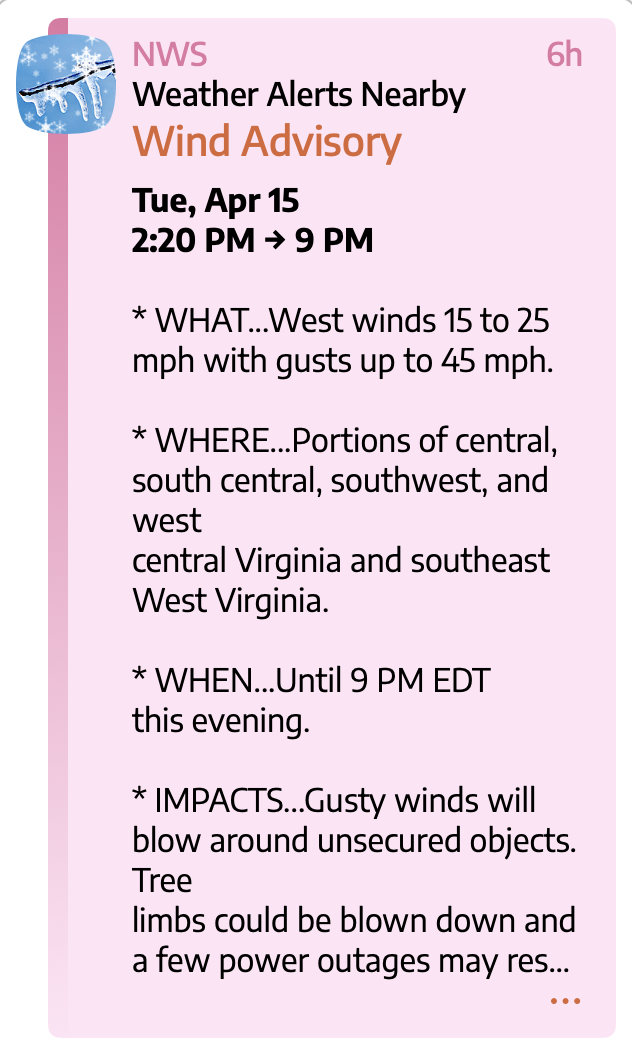 NWS 6h
Weather Alerts Nearby
Wind Advisory
Tue, Apr 15
2:20 PM → 9 PM
* WHAT...West winds 15 to 25
mph with gusts up to 45 mph.
* WHERE...Portions of central,
south central, southwest, and
west
central Virginia and southeast
West Virginia.
* WHEN...Until 9 PM EDT
this evening.
* IMPACTS...Gusty winds will
blow around unsecured objects.
Tree
limbs could be blown down and
a few power outages may res...
...